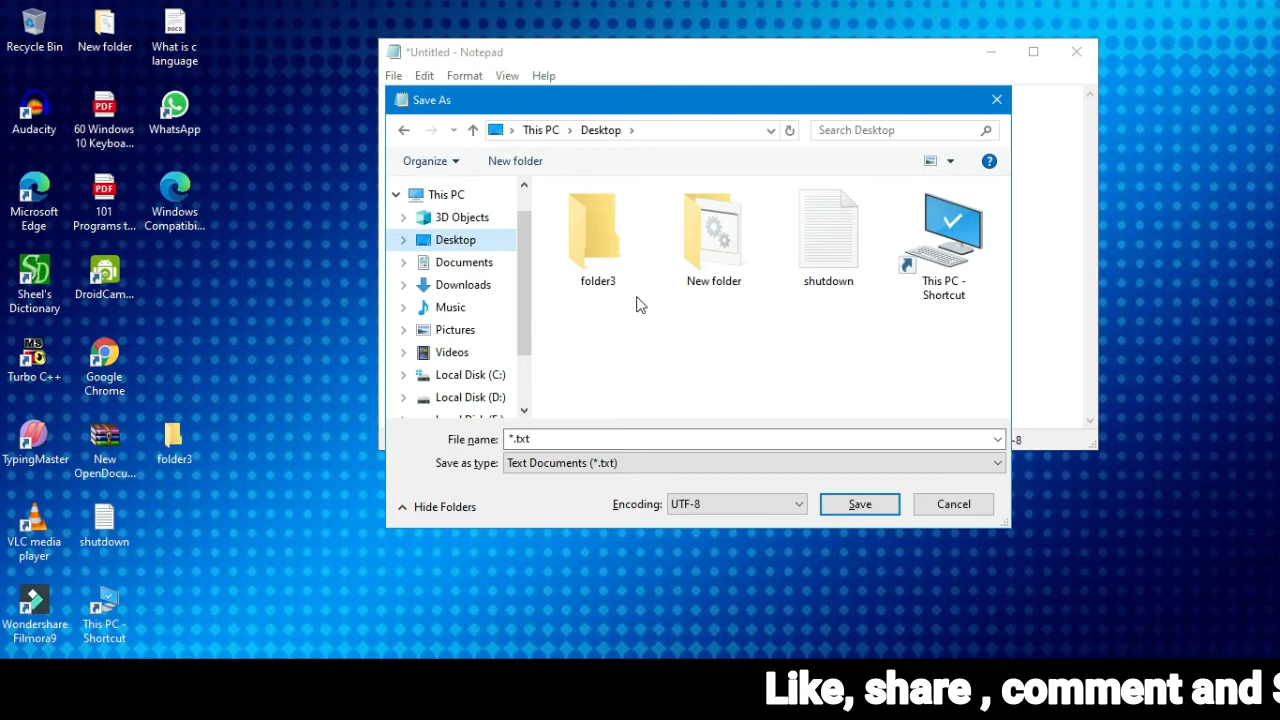 Recycle Bin
New folder
What is c
language
Audacity
60 Windows
10 Keyboa...
WhatsApp
Microsoft
Edge
101
Programs t...
Windows
Compatibi...
Sheel's
Dictionary
DroidCam...
Turbo C++
Google
Chrome
TypingMaster
New
OpenDocu...
folder3
VLC media
player
shutdown
Wondershare
Filmora9
This PC -
Shortcut
*Untitled - Notepad
File Edit Format View Help
Save As
This PC > Desktop >
Search Desktop
Organize
New folder
This PC
3D Objects
Desktop
Documents
Downloads
Music
Pictures
Videos
Local Disk (C:)
Local Disk (D:)
folder3
New folder
shutdown
This PC -
Shortcut
File name: *.txt
Save as type: Text Documents (*.txt)
Hide Folders
Encoding: UTF-8
Save
Cancel
-8
Like, share , comment and S